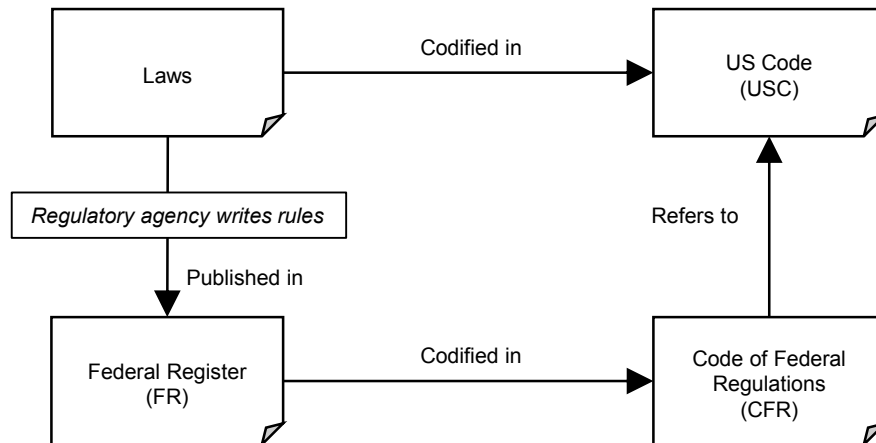 Laws
Codified in
US Code
(USC)
Regulatory agency writes rules
Refers to
Published in
Federal Register
(FR)
Codified in
Code of Federal
Regulations
(CFR)